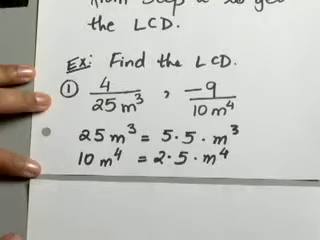 the LCD.
Ex: Find the LCD.
① 4/25m³ , -9/10m⁴
25m³ = 5·5·m³
10m⁴ = 2·5·m⁴